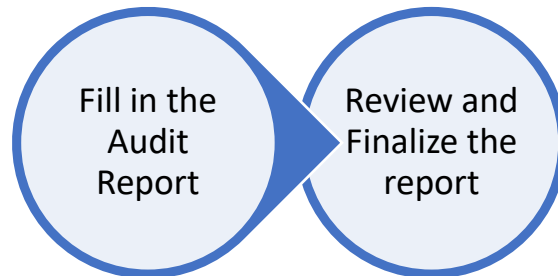 Fill in the
Audit
Report
Review and
Finalize the
report